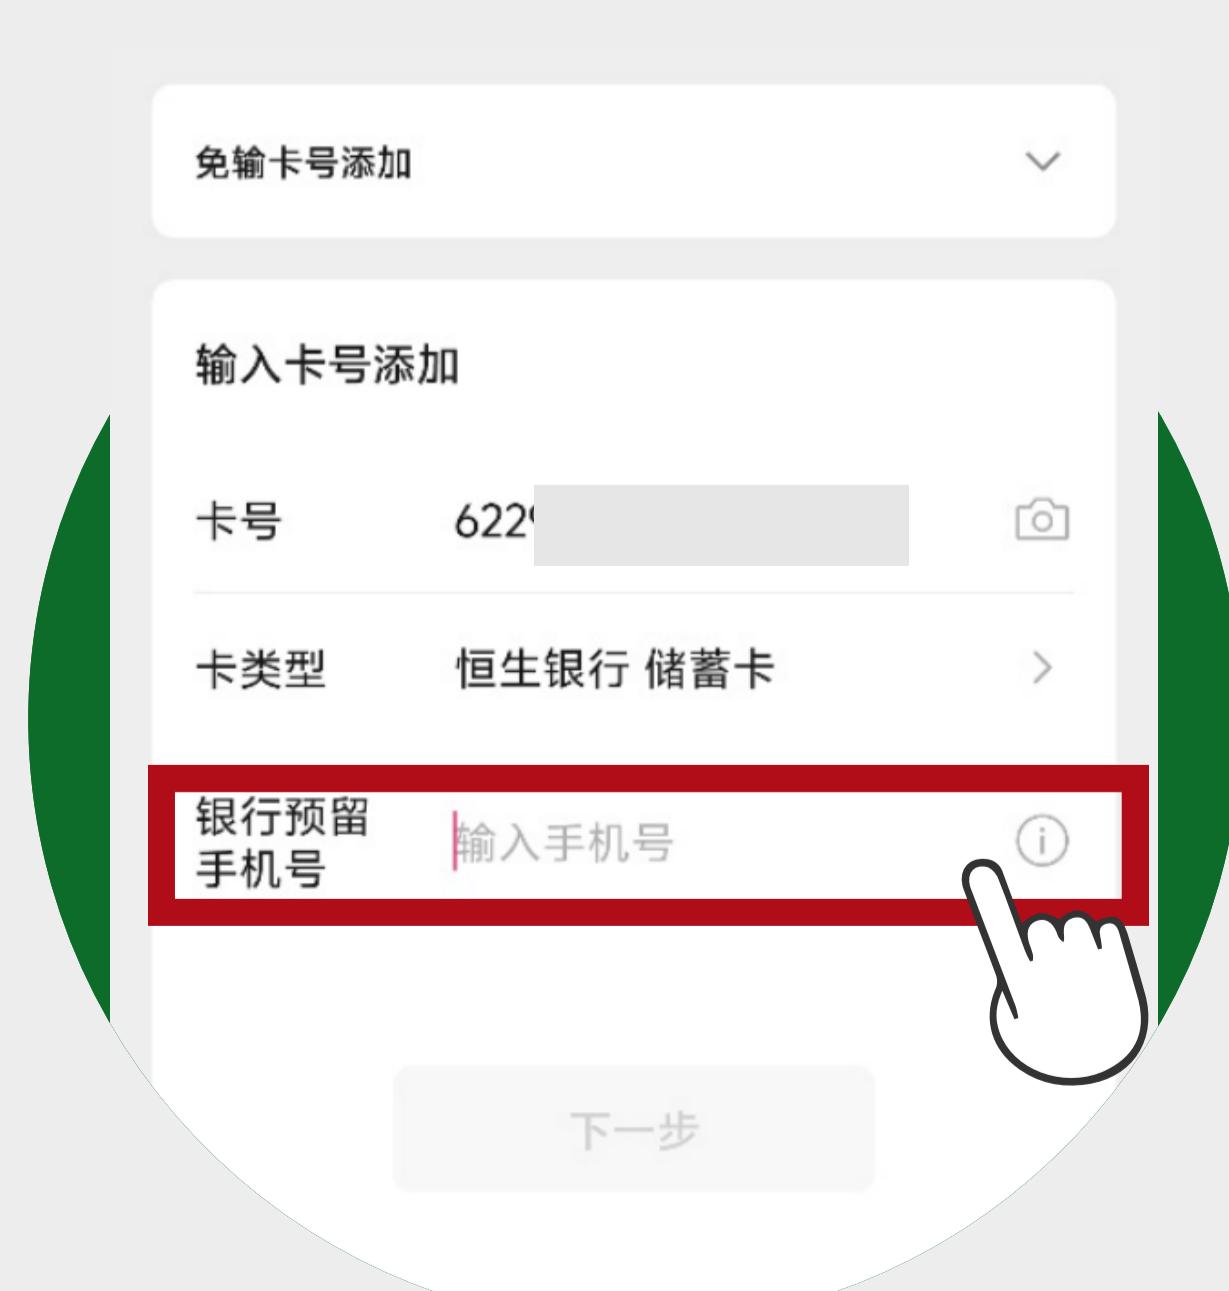 免输卡号添加
输入卡号添加
卡号 622
卡类型 恒生银行 储蓄卡
银行预留
手机号
输入手机号
下一步